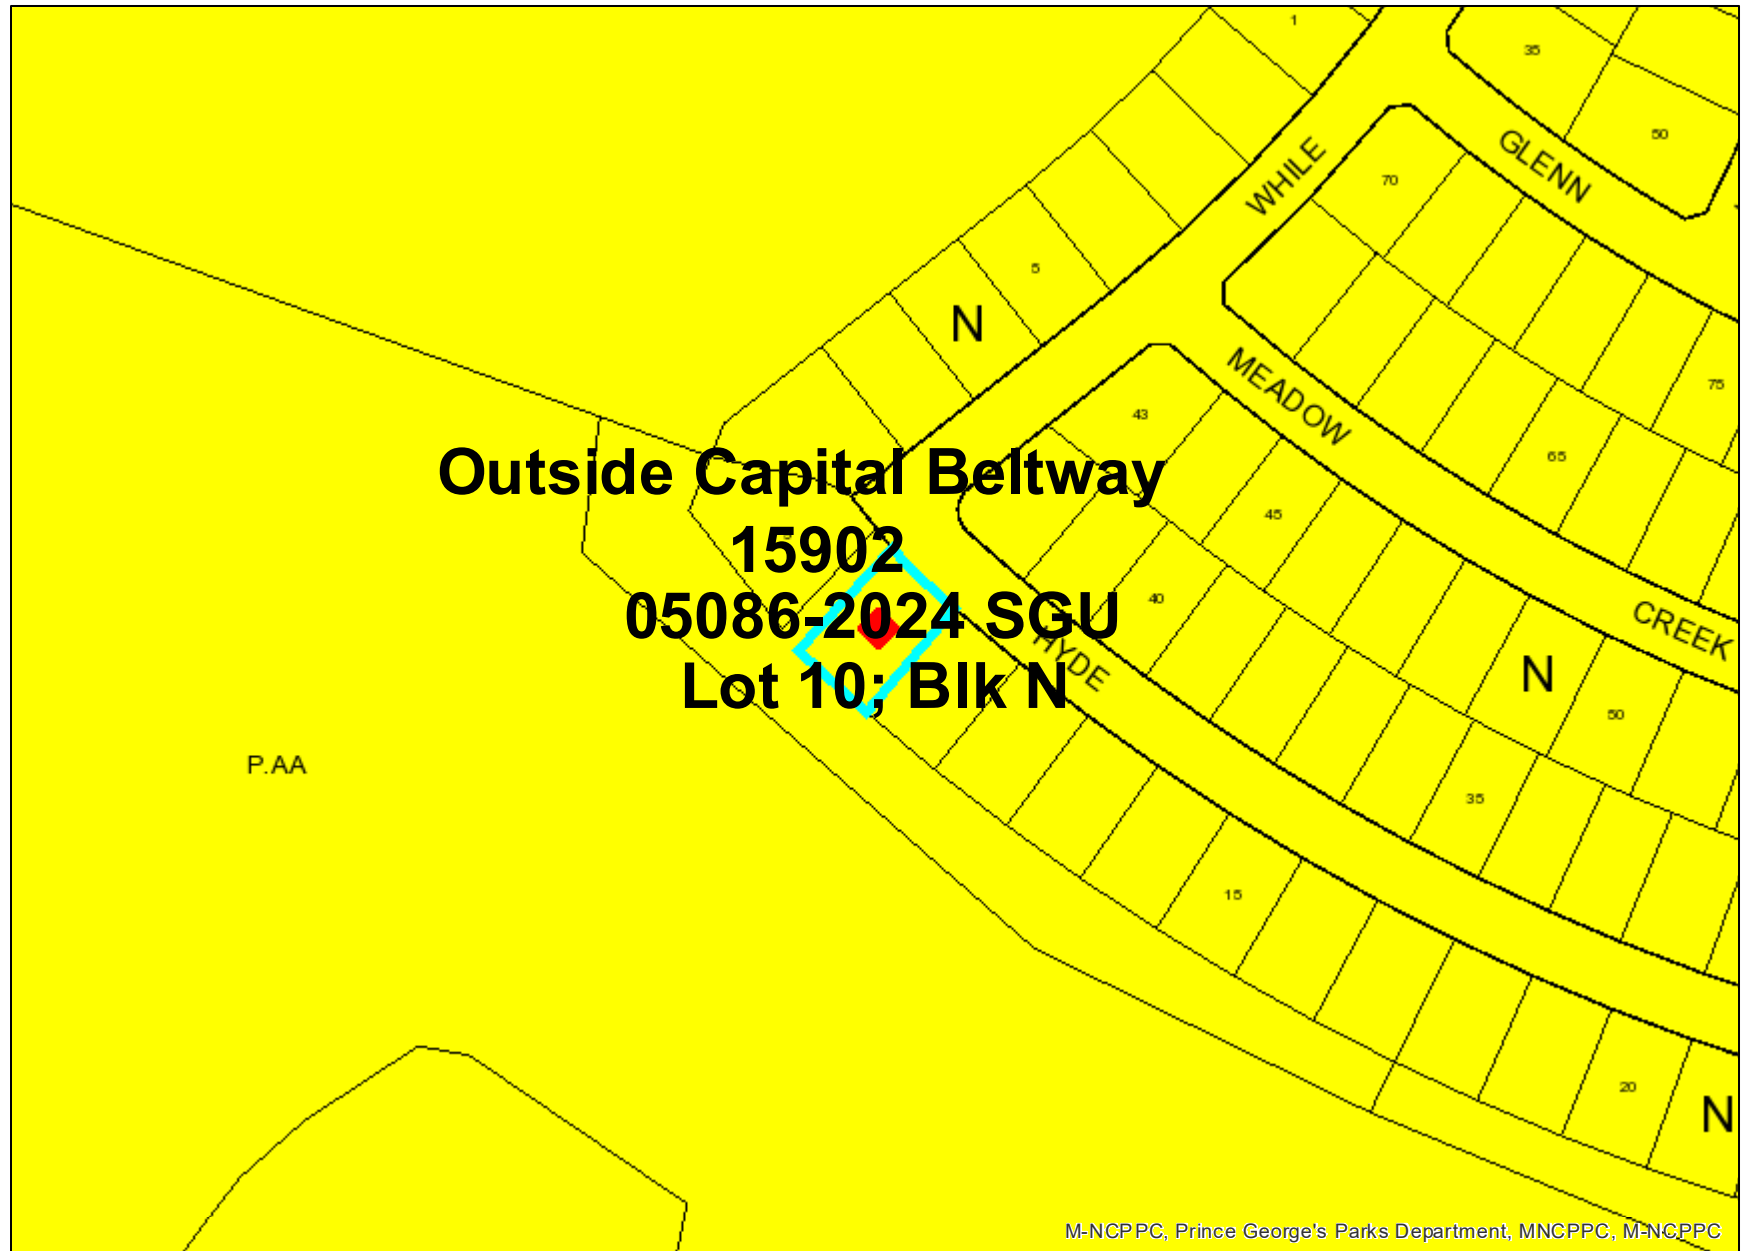 1
35
50
GLENN
WHILE
70
5
N
75
MEADOW
43
65
Outside Capital Beltway
45
15902
40
05086-2024 SGU
CREEK
HYDE
N
Lot 10; Blk N
50
P.AA
35
15
20
N
M-NCPPC, Prince George's Parks Department, MNCPPC, M-NCPPC